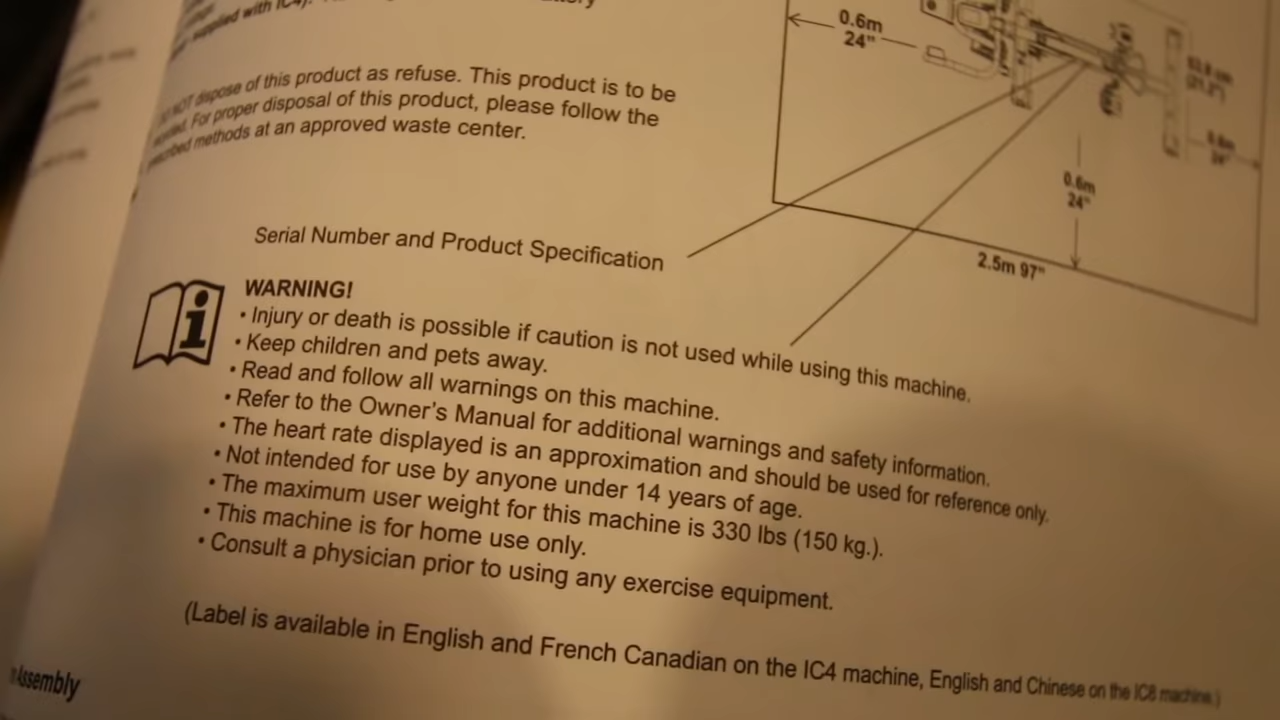 supplied with IC4).
0.6m
24"
NOT dispose of this product as refuse. This product is to be
For proper disposal of this product, please follow the
methods at an approved waste center.
0.6m
24"
2.5m 97"
Serial Number and Product Specification
WARNING!
• Injury or death is possible if caution is not used while using this machine.
• Keep children and pets away.
• Read and follow all warnings on this machine.
• Refer to the Owner's Manual for additional warnings and safety information.
• The heart rate displayed is an approximation and should be used for reference only.
• Not intended for use by anyone under 14 years of age.
• The maximum user weight for this machine is 330 lbs (150 kg.).
• This machine is for home use only.
• Consult a physician prior to using any exercise equipment.
(Label is available in English and French Canadian on the IC4 machine, English and Chinese on the IC8 machine.)
Assembly